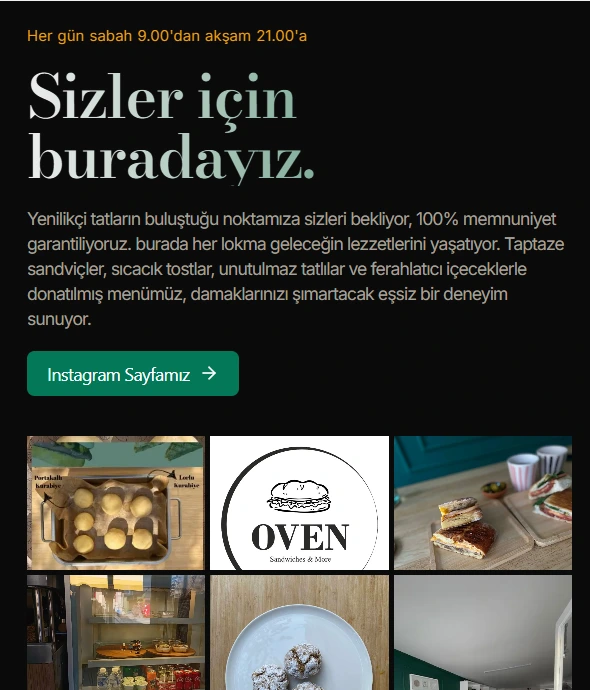 Her gün sabah 9.00'dan akşam 21.00'a
Sizler için
buradayız.
Yenilikçi tatların buluştuğu noktamıza sizleri bekliyor, 100% memnuniyet
garantiliyoruz. burada her lokma geleceğin lezzetlerini yaşatıyor. Taptaze
sandviçler, sıcacık tostlar, unutulmaz tatlılar ve ferahlatıcı içeceklerle
donatılmış menümüz, damaklarınızı şımartacak eşsiz bir deneyim
sunuyor.
Instagram Sayfamız
Portakallı
Kurabiye
Lorlu
Kurabiye
OVEN
Sandwiches & More